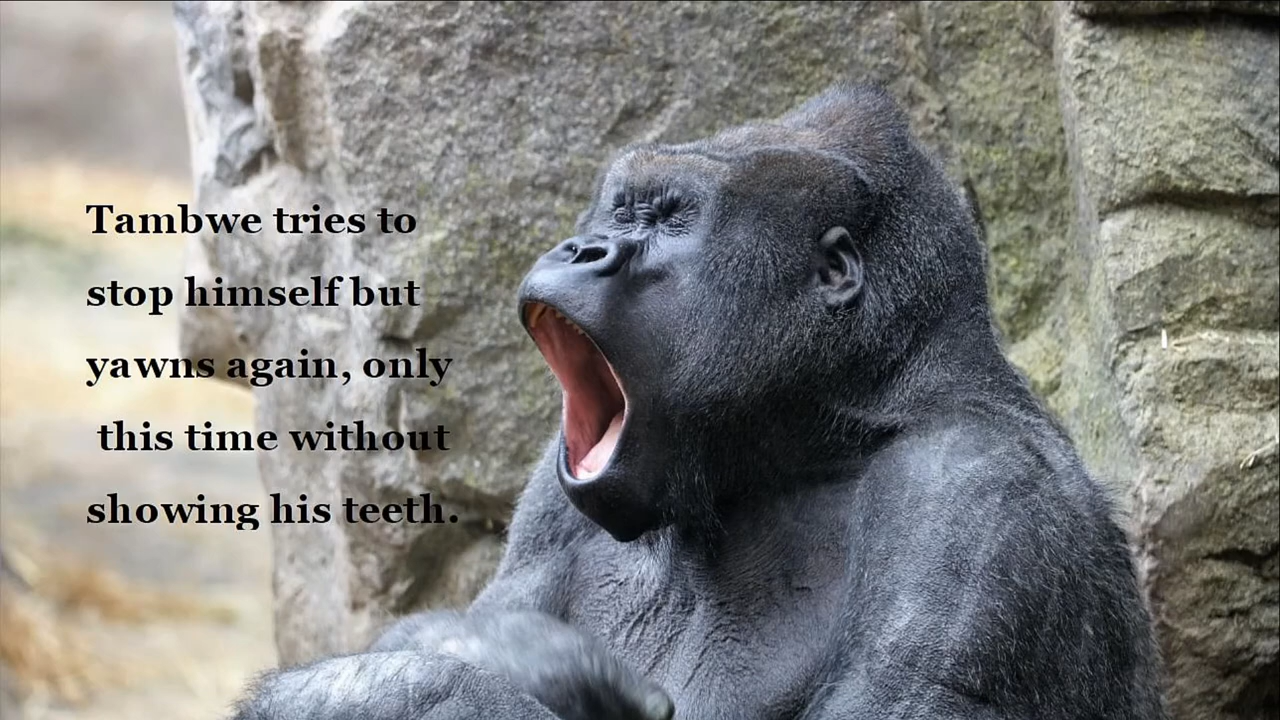 Tambwe tries to
stop himself but
yawns again, only
this time without
showing his teeth.